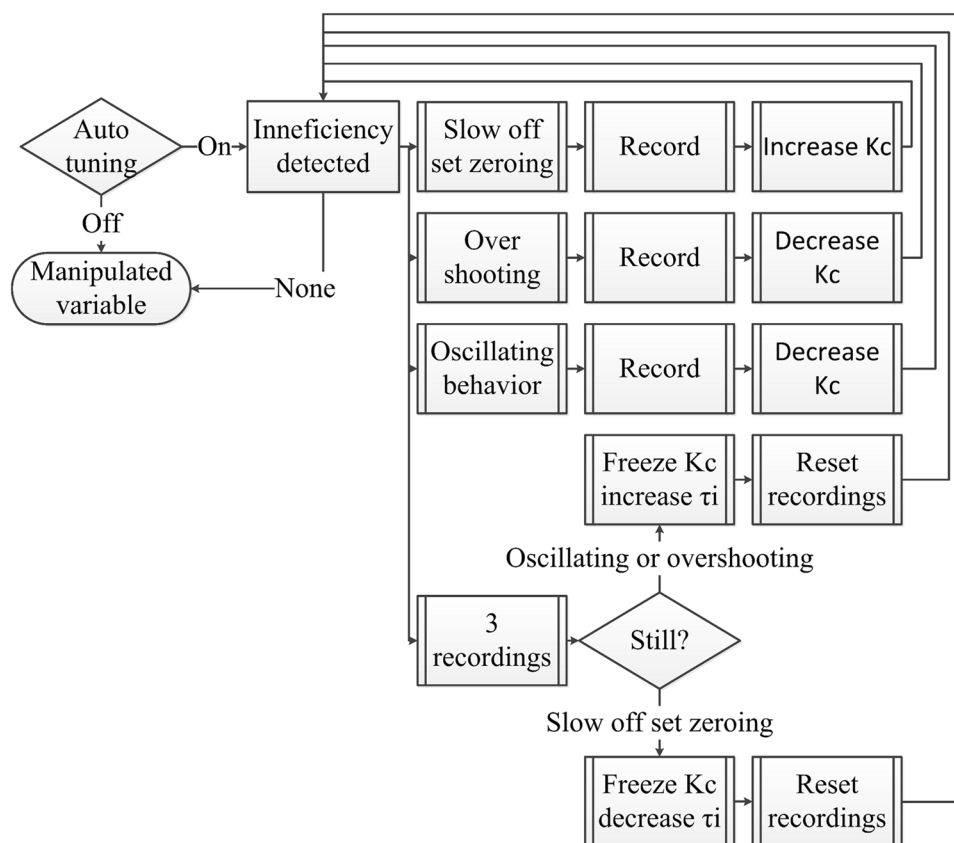 Auto
tuning
On
Off
Manipulated
variable
Inneficiency
detected
None
Slow off
set zeroing
Record
Increase Kc
Over
shooting
Record
Decrease
Kc
Oscillating
behavior
Record
Decrease
Kc
Freeze Kc
increase τi
Reset
recordings
Oscillating or overshooting
3
recordings
Still?
Slow off set zeroing
Freeze Kc
decrease τi
Reset
recordings